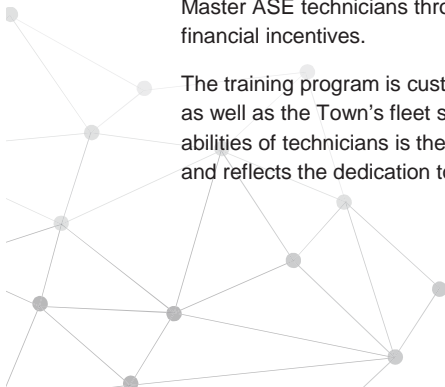 Master ASE technicians thro
financial incentives.
The training program is cust
as well as the Town's fleet s
abilities of technicians is the
and reflects the dedication t